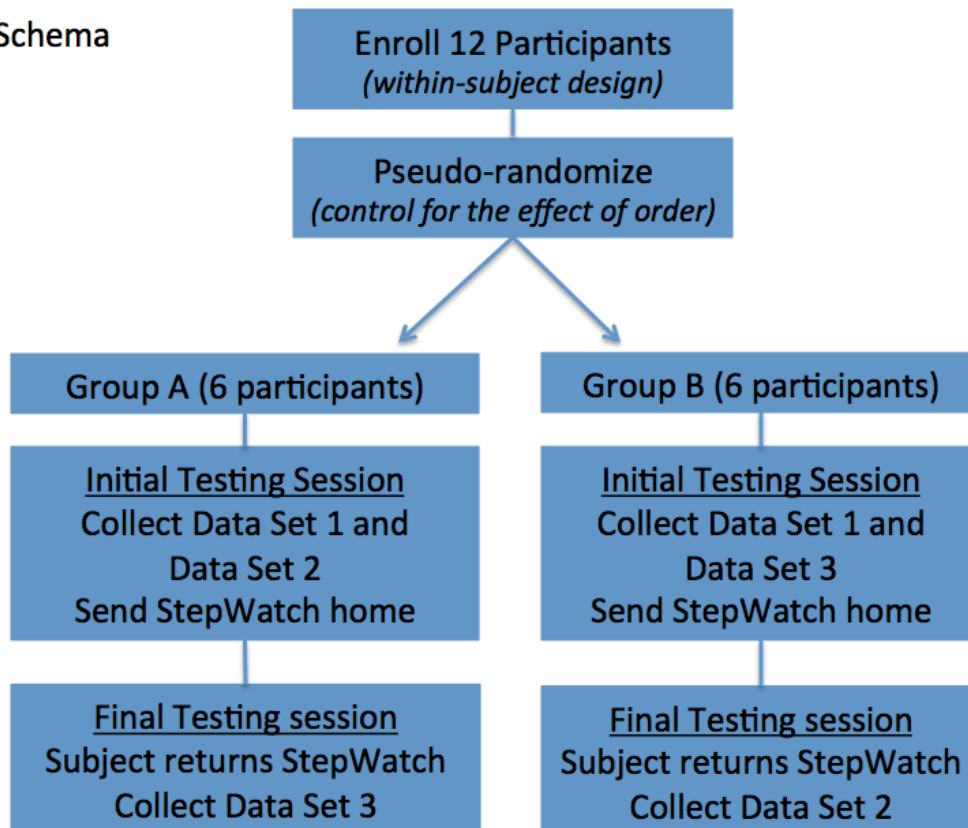 Schema
Enroll 12 Participants
(within-subject design)
Pseudo-randomize
(control for the effect of order)
Group A (6 participants)
Initial Testing Session
Collect Data Set 1 and
Data Set 2
Send StepWatch home
Final Testing session
Subject returns StepWatch
Collect Data Set 3
Group B (6 participants)
Initial Testing Session
Collect Data Set 1 and
Data Set 3
Send StepWatch home
Final Testing session
Subject returns StepWatch
Collect Data Set 2